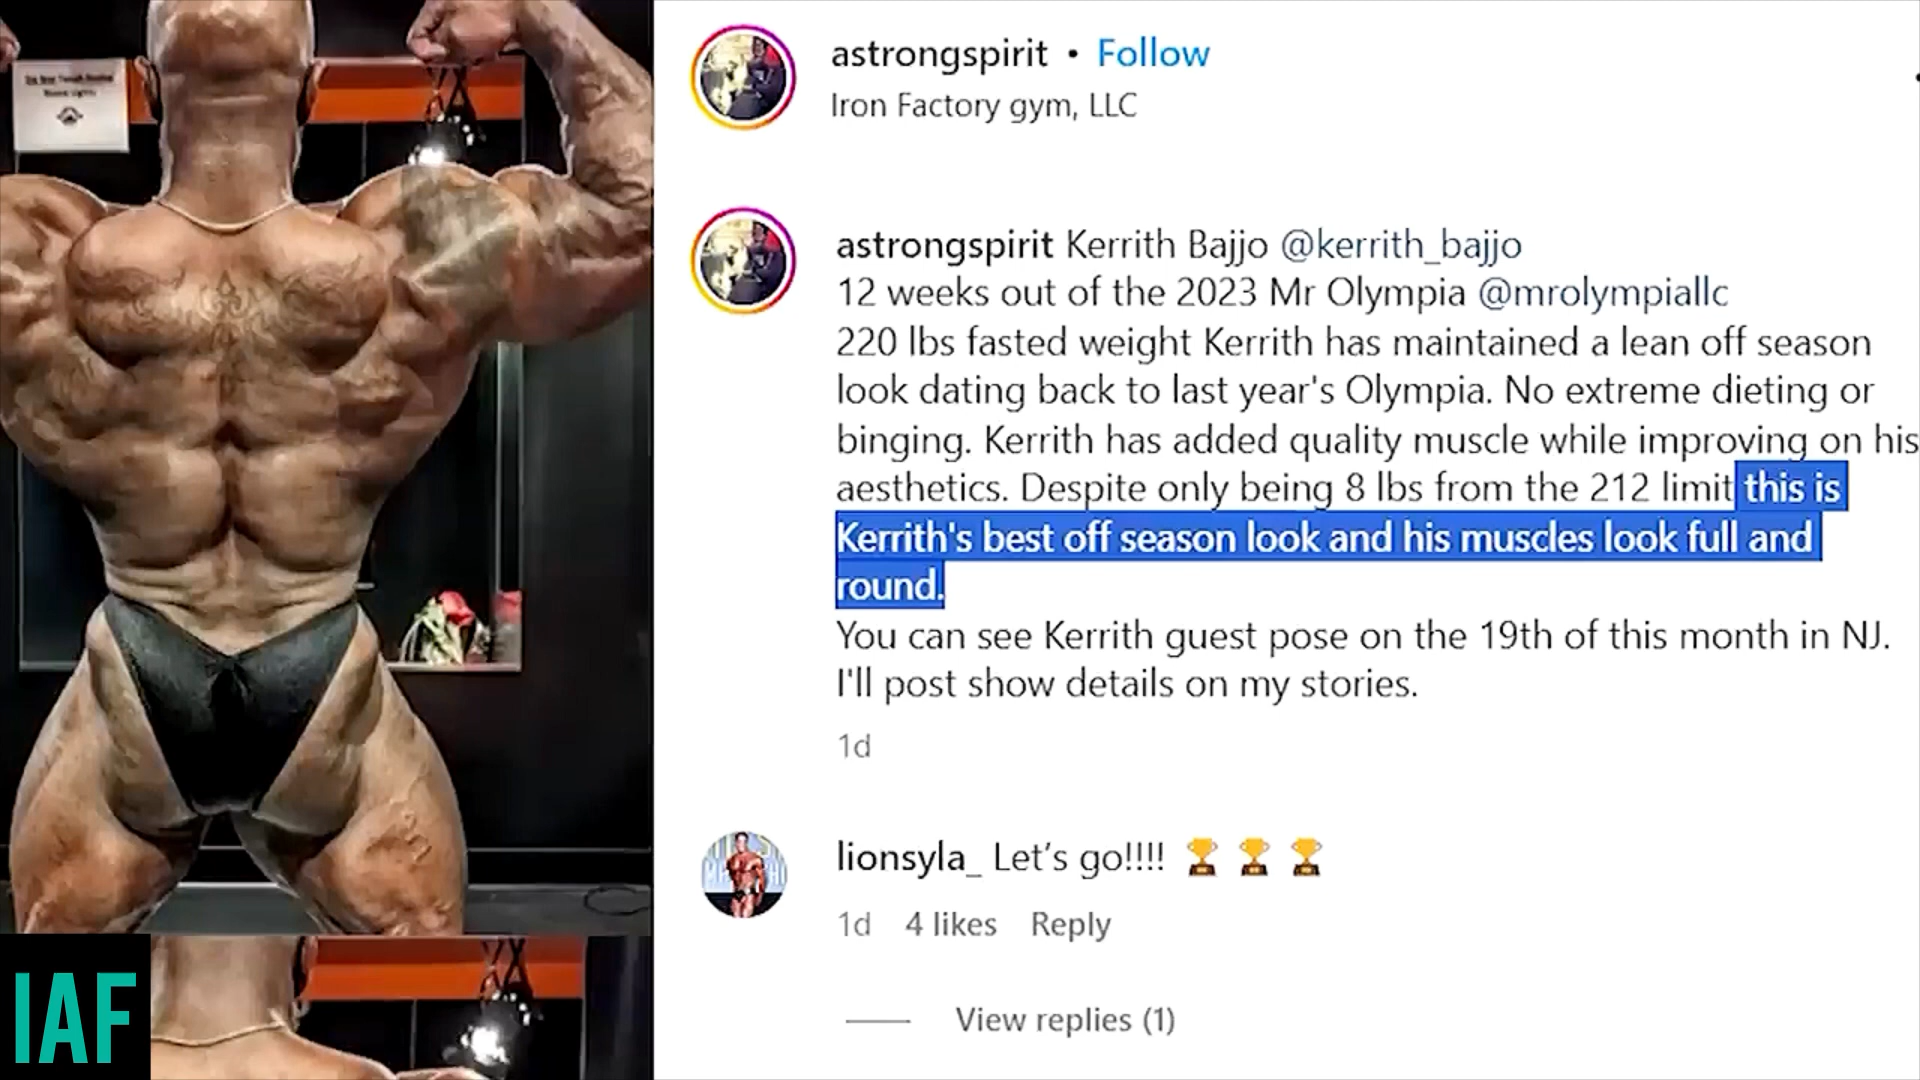 astrongspirit • Follow
Iron Factory gym, LLC
astrongspirit Kerrith Bajjo @kerrith_bajjo
12 weeks out of the 2023 Mr Olympia @mrolympiallc
220 lbs fasted weight Kerrith has maintained a lean off season
look dating back to last year's Olympia. No extreme dieting or
binging. Kerrith has added quality muscle while improving on his
aesthetics. Despite only being 8 lbs from the 212 limit this is
Kerrith's best off season look and his muscles look full and
round.
You can see Kerrith guest pose on the 19th of this month in NJ.
I'll post show details on my stories.
1d
lionsyla_ Let's go!!!! 🏆 🏆 🏆
1d 4 likes Reply
View replies (1)
IAF